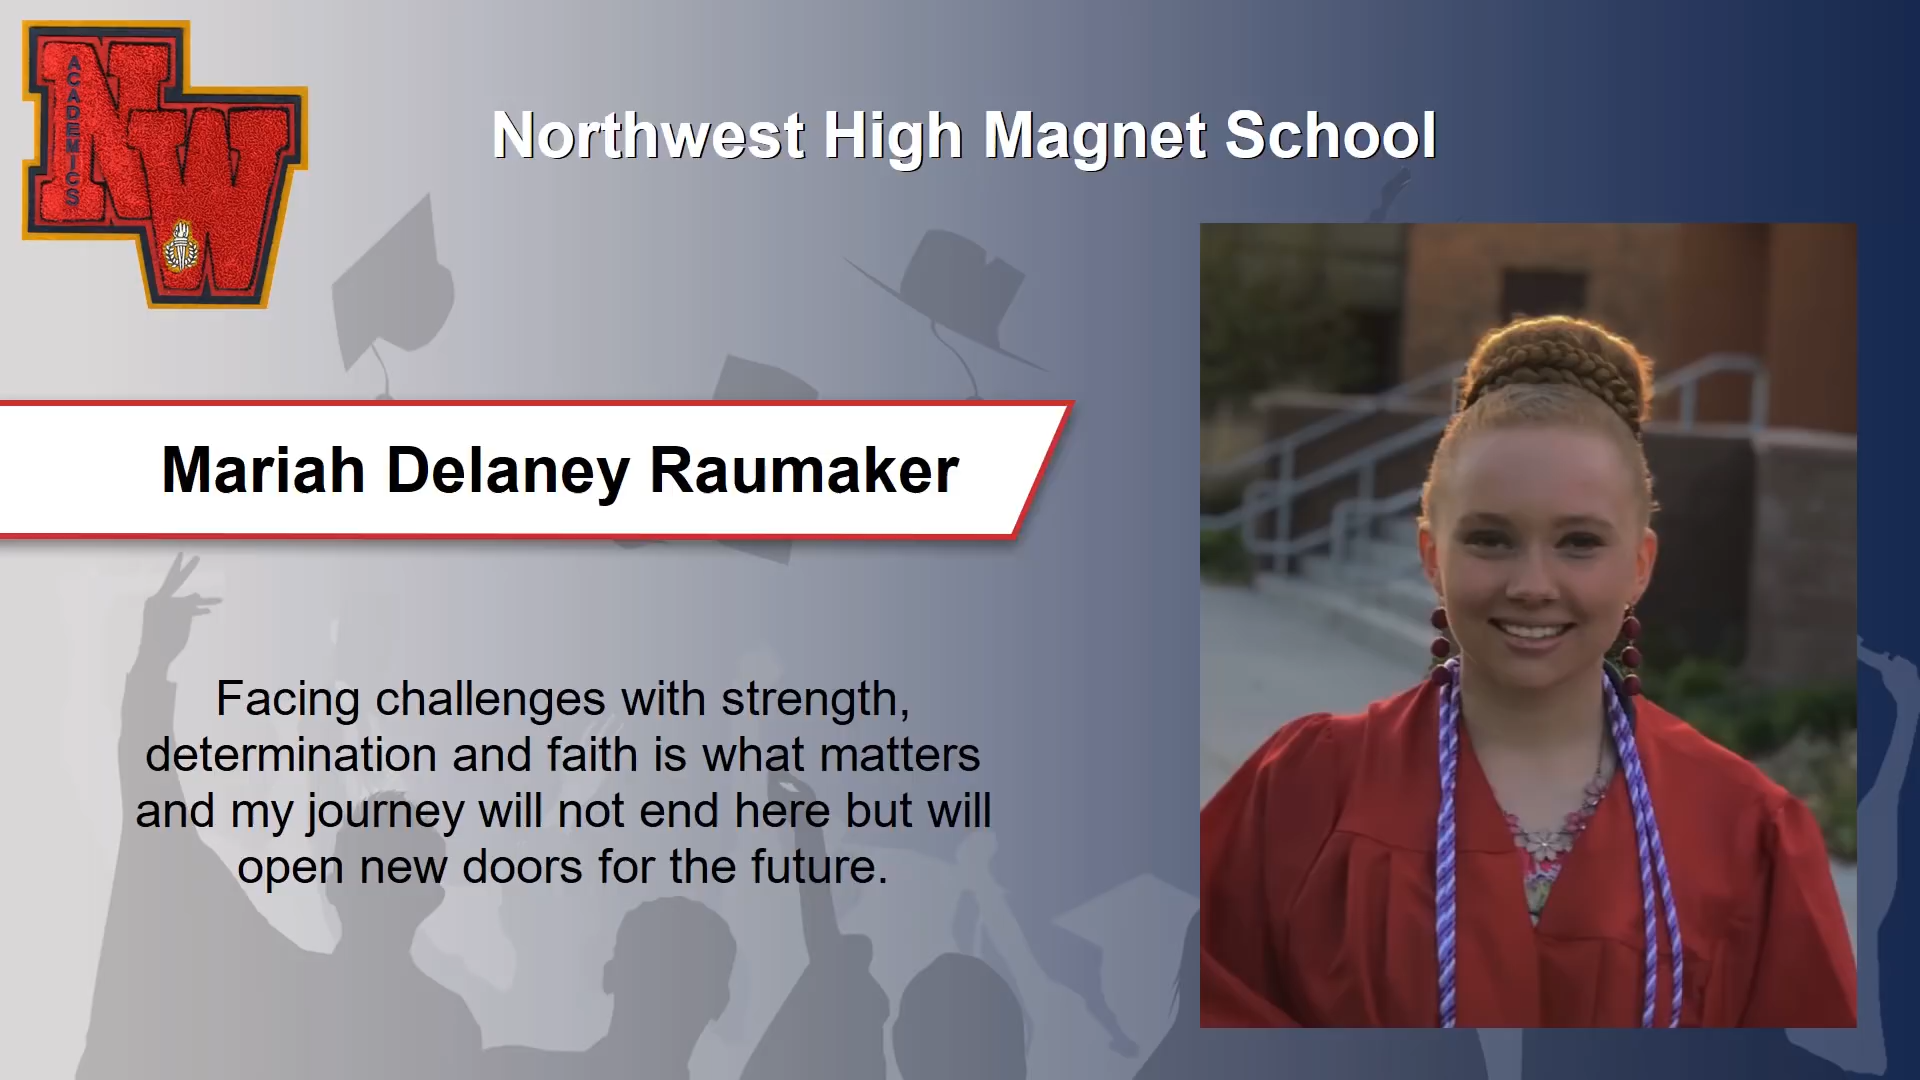 ACADEMICS
NW
Northwest High Magnet School
Mariah Delaney Raumaker
Facing challenges with strength,
determination and faith is what matters
and my journey will not end here but will
open new doors for the future.